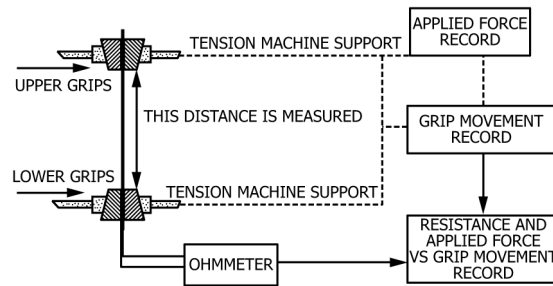 APPLIED FORCE
RECORD
TENSION MACHINE SUPPORT
UPPER GRIPS
THIS DISTANCE IS MEASURED
GRIP MOVEMENT
RECORD
LOWER GRIPS
TENSION MACHINE SUPPORT
RESISTANCE AND
APPLIED FORCE
VS GRIP MOVEMENT
RECORD
OHMMETER